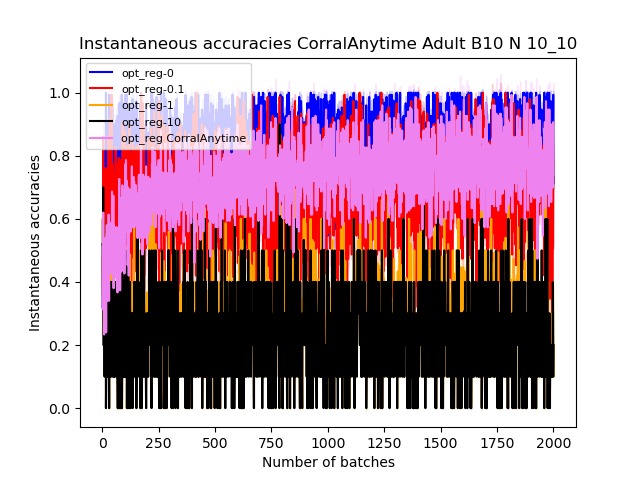 Instantaneous accuracies CorralAnytime Adult B10 N 10_10
opt_reg-0
opt_reg-0.1
opt_reg-1
opt_reg-10
opt_reg CorralAnytime
Instantaneous accuracies
1.0
0.8
0.6
0.4
0.2
0.0
0 250 500 750 1000 1250 1500 1750 2000
Number of batches